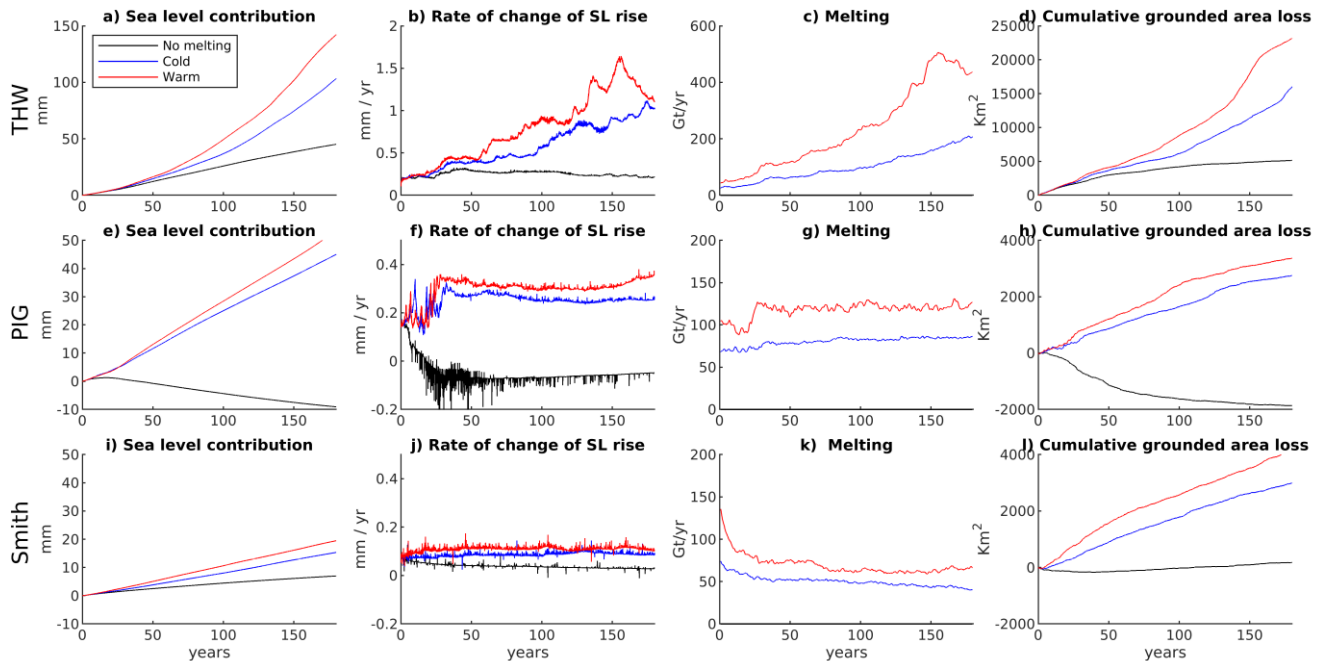 a) Sea level contribution
b) Rate of change of SL rise
c) Melting
d) Cumulative grounded area loss
THW
mm
150
100
50
0
No melting
Cold
Warm
0 50 100 150
mm / yr
2
1.5
1
0.5
0
0 50 100 150
Gt/yr
600
400
200
0
0 50 100 150
Km²
25000
20000
15000
10000
5000
0
0 50 100 150
e) Sea level contribution
f) Rate of change of SL rise
g) Melting
h) Cumulative grounded area loss
PIG
mm
50
40
30
20
10
0
-10
0 50 100 150
mm / yr
0.4
0.2
0
-0.2
0 50 100 150
Gt/yr
200
150
100
50
0
0 50 100 150
Km²
4000
2000
0
-2000
0 50 100 150
i) Sea level contribution
j) Rate of change of SL rise
k) Melting
l) Cumulative grounded area loss
Smith
mm
50
40
30
20
10
0
-10
0 50 100 150
years
mm / yr
0.4
0.2
0
-0.2
0 50 100 150
years
Gt/yr
200
150
100
50
0
0 50 100 150
years
Km²
4000
2000
0
-2000
0 50 100 150
years